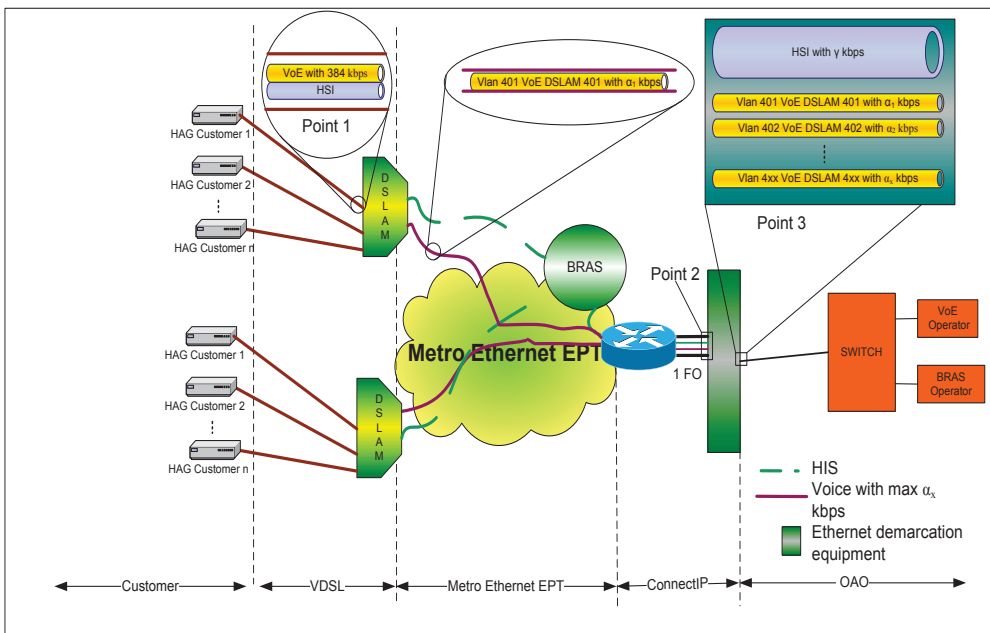 VoE with 384 kbps
HSI
Point 1
Vlan 401 VoE DSLAM 401 with α₁ kbps
HSI with γ kbps
Vlan 401 VoE DSLAM 401 with α₁ kbps
Vlan 402 VoE DSLAM 402 with α₂ kbps
Vlan 4xx VoE DSLAM 4xx with αₓ kbps
Point 3
HAG Customer 1
HAG Customer 2
HAG Customer n
DSLAM
BRAS
Point 2
Metro Ethernet EPT
1 FO
SWITCH
VoE
Operator
BRAS
Operator
HAG Customer 1
HAG Customer 2
HAG Customer n
DSLAM
HIS
Voice with max αₓ
kbps
Ethernet demarcation
equipment
Customer
VDSL
Metro Ethernet EPT
ConnectIP
OAO